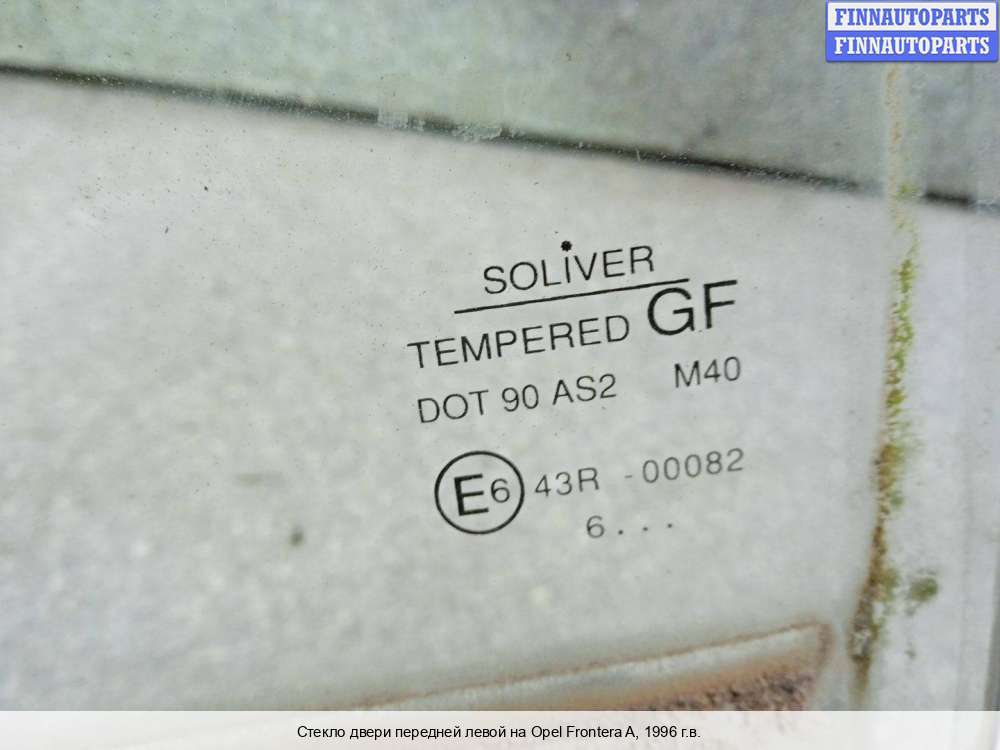 FINNAUTOPARTS
FINNAUTOPARTS
SOLiVER
TEMPERED GF
DOT 90 AS2 M40
E6 43R -00082
6...
Стекло двери передней левой на Opel Frontera A, 1996 г.в.